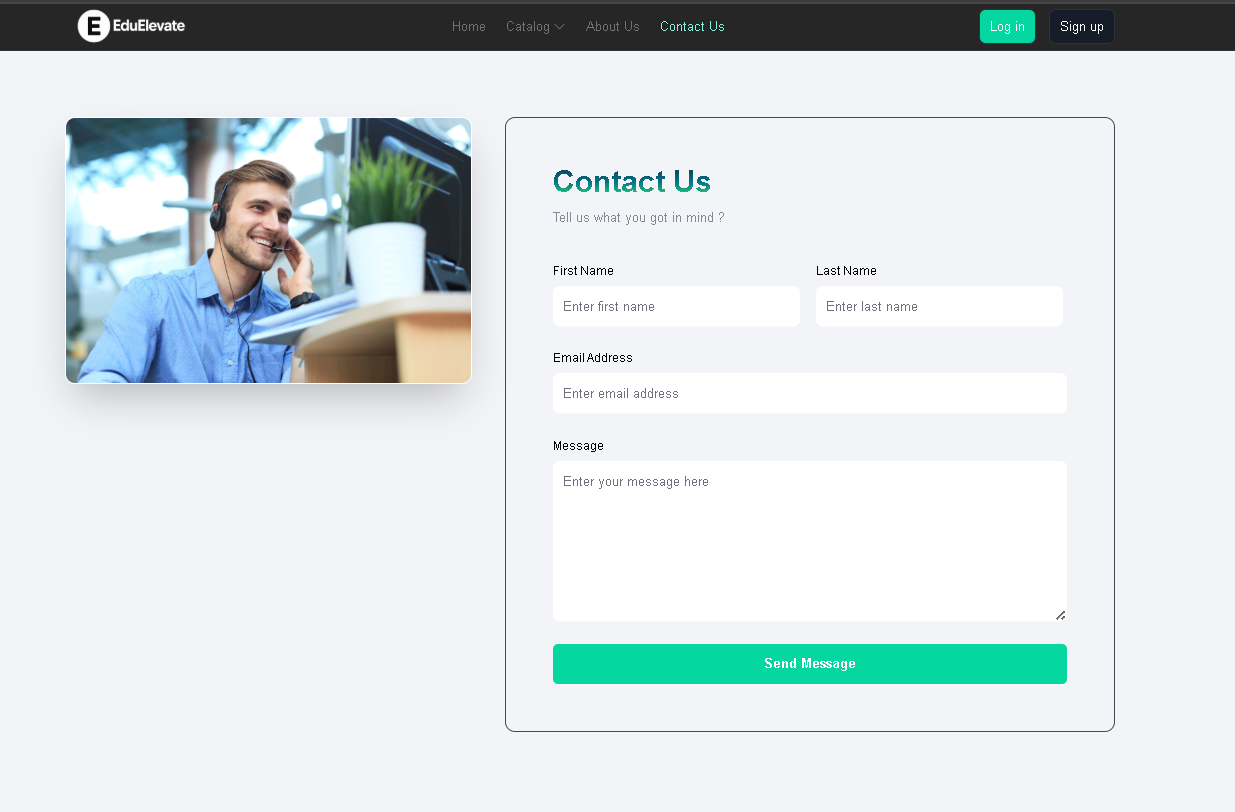 E EduElevate
Home Catalog About Us Contact Us
Log in Sign up
Contact Us
Tell us what you got in mind ?
First Name Last Name
Enter first name Enter last name
Email Address
Enter email address
Message
Enter your message here
Send Message